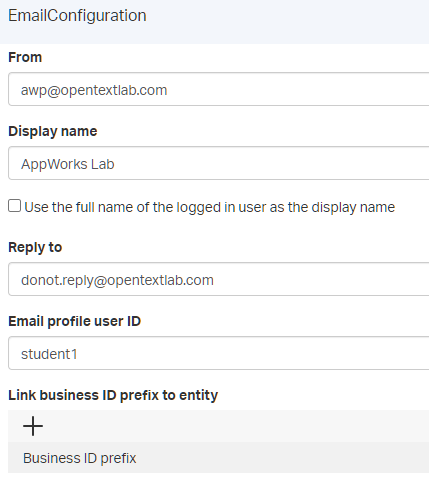 EmailConfiguration
From
awp@opentextlab.com
Display name
AppWorks Lab
Use the full name of the logged in user as the display name
Reply to
donot.reply@opentextlab.com
Email profile user ID
student1
Link business ID prefix to entity
Business ID prefix